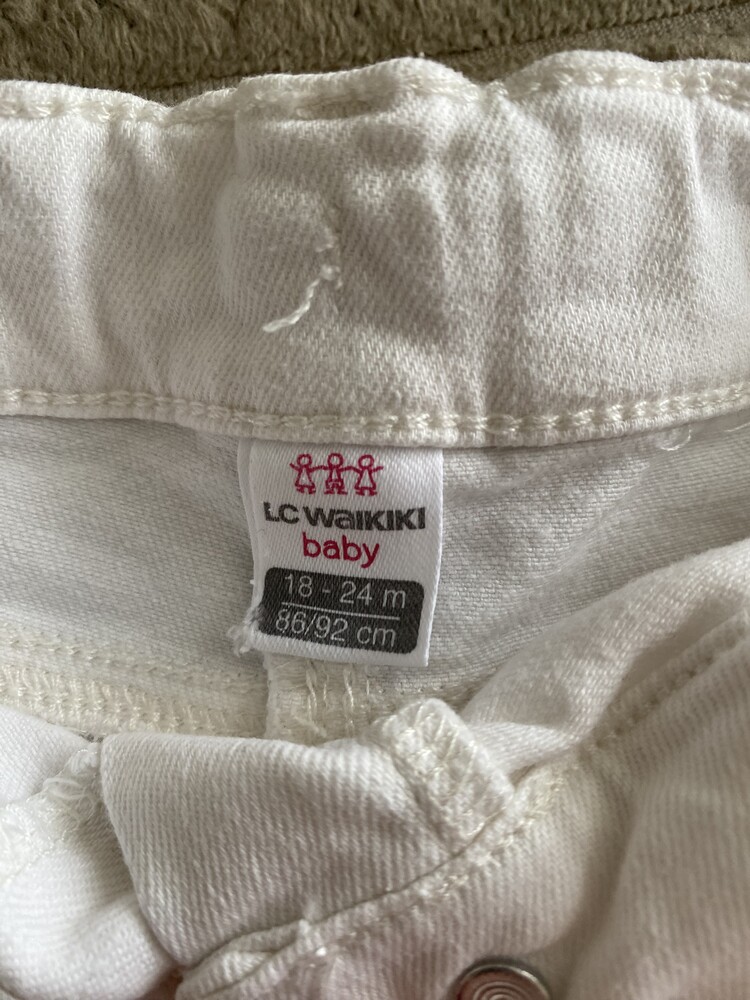 LC WAIKIKI
baby
18 - 24 m
86/92 cm